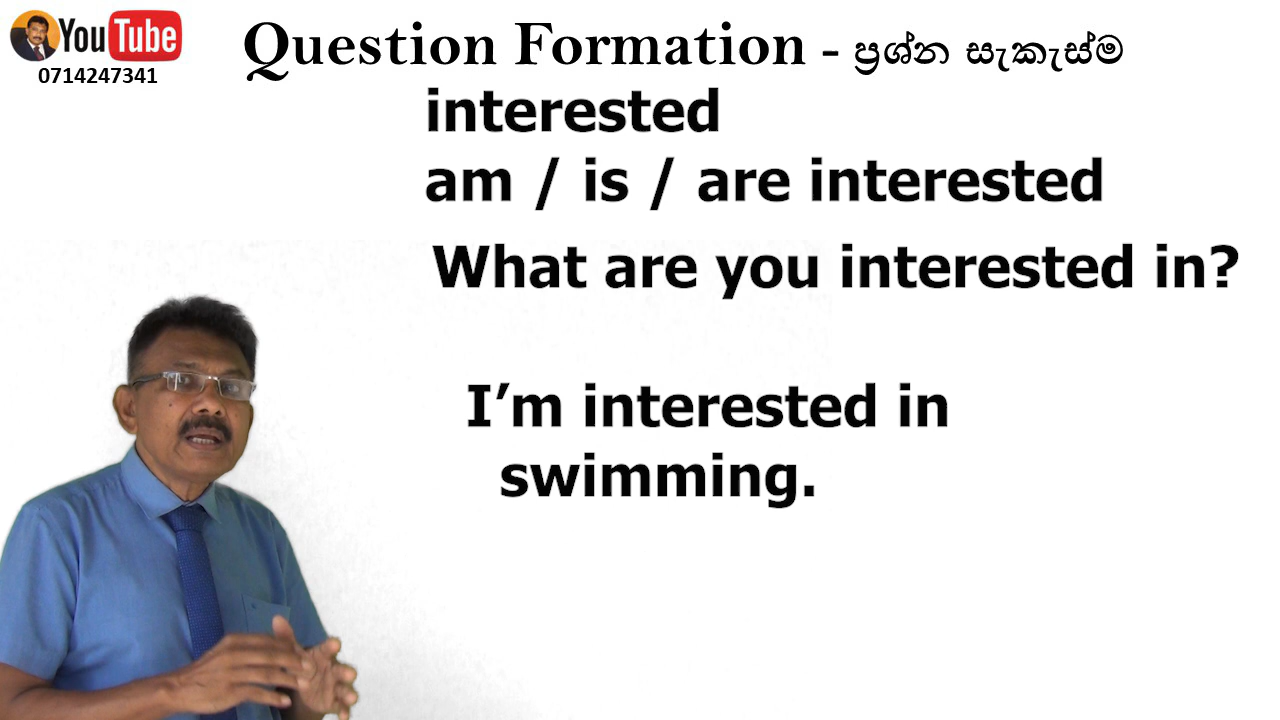 YouTube
0714247341
Question Formation - ප්‍රශ්න සැකැස්ම
interested
am / is / are interested
What are you interested in?
I’m interested in
swimming.